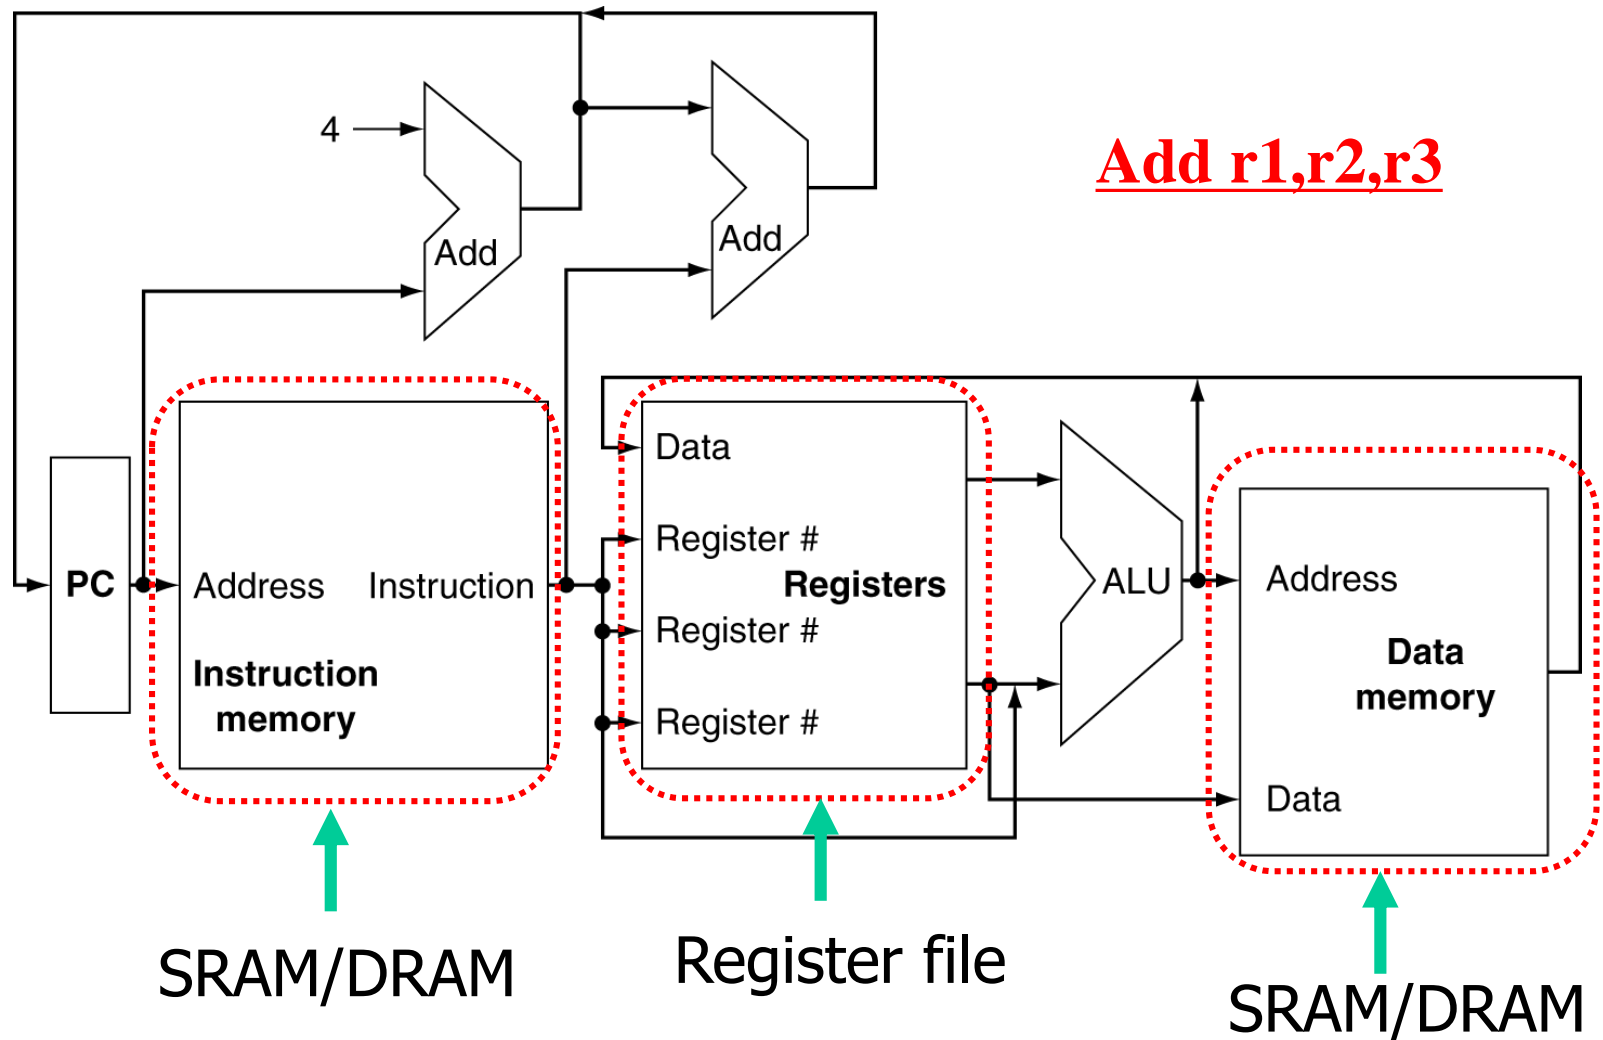 Add r1,r2,r3
4
Add
Add
PC
Address
Instruction
Instruction
memory
Data
Register #
Registers
Register #
Register #
ALU
Address
Data
memory
Data
SRAM/DRAM
Register file
SRAM/DRAM